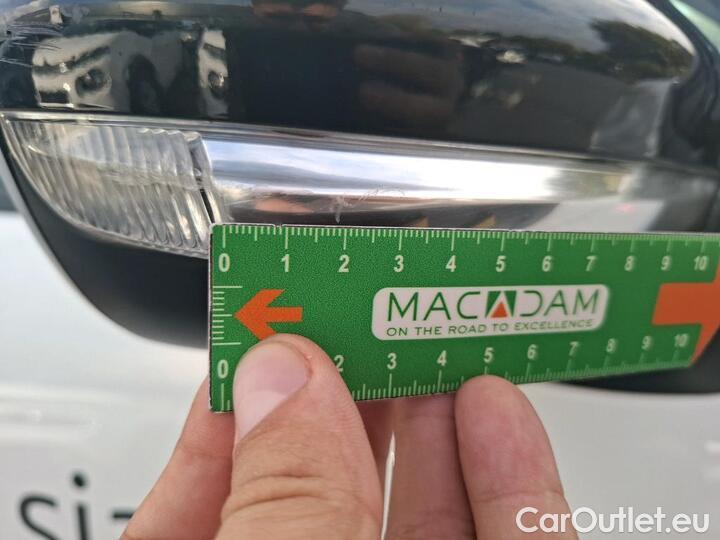 0 1 2 3 4 5 6 7 8 9 10
MACADAM
ON THE ROAD TO EXCELLENCE
0 2 3 4 5 6 7 8 9 10
siz
CarOutlet.eu